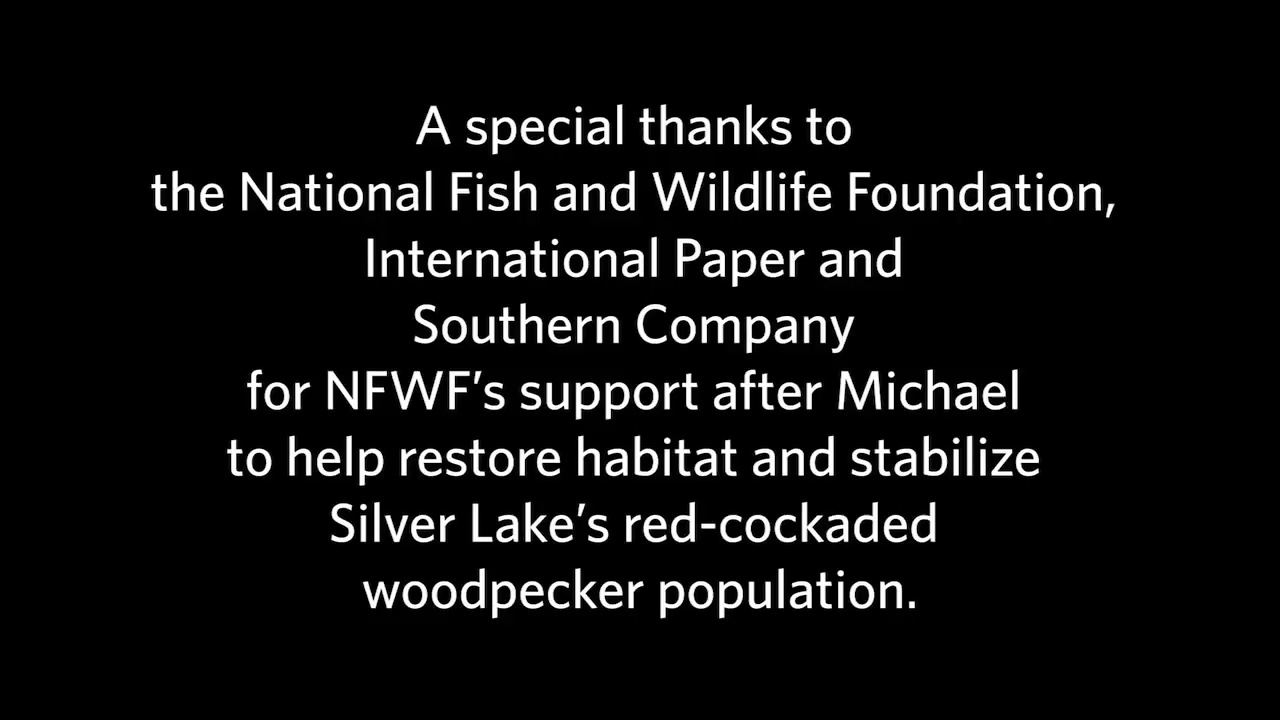 A special thanks to
the National Fish and Wildlife Foundation,
International Paper and
Southern Company
for NFWF’s support after Michael
to help restore habitat and stabilize
Silver Lake’s red-cockaded
woodpecker population.